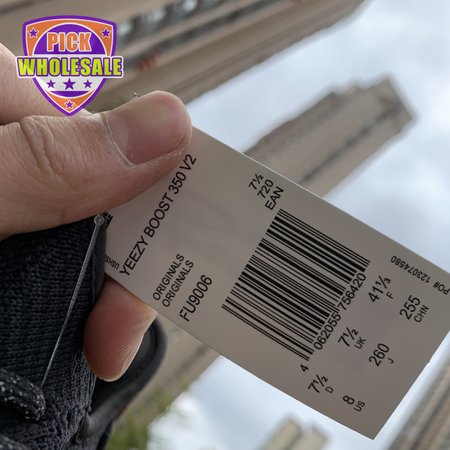 PICK
WHOLESALE
YEEZY BOOST 350 V2
ORIGINALS
ORIGINALS
FU9006
7½
720
EAN
4 062055 756420
PO# 123074580
7½ D
7½ UK
41⅓ F
8 US
260 J
255 CHN